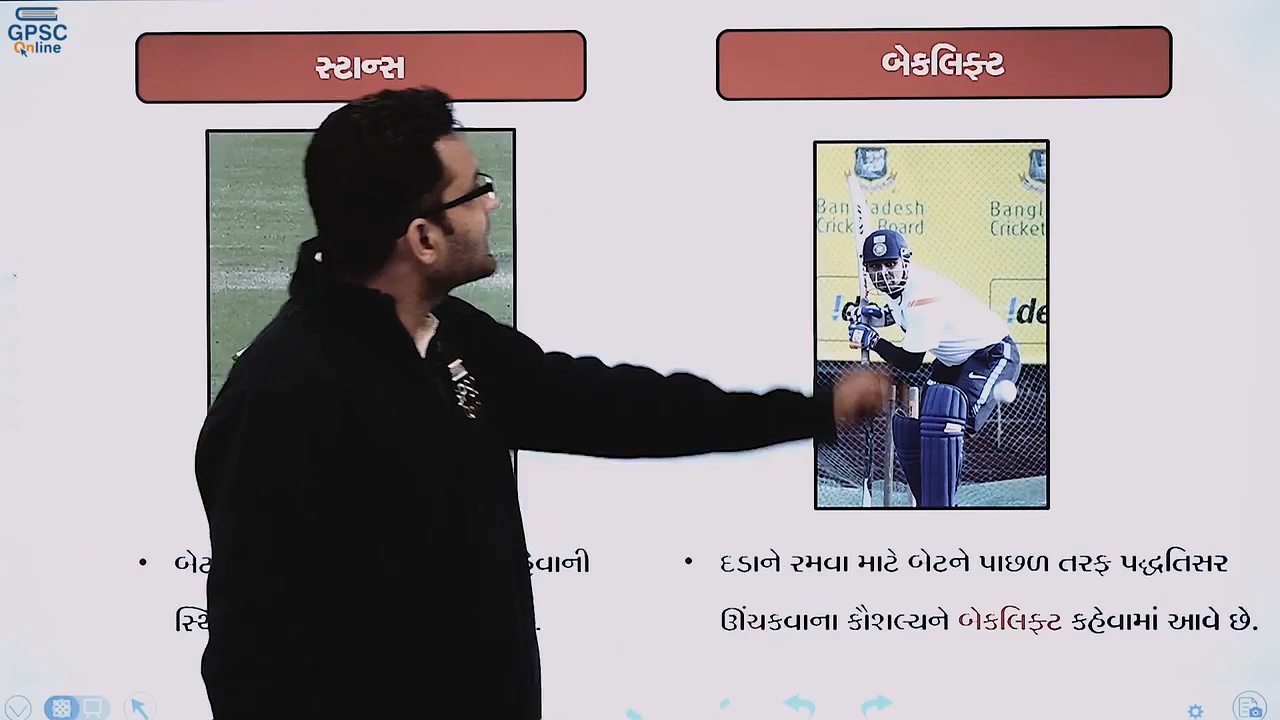 GPSC
Online
સ્ટાન્સ
બેકલિફ્ટ
Bangladesh
Cricket Board
Cricket
દડાને રમવા માટે બેટને પાછળ તરફ પદ્ધતિસર
ઊંચકવાના કૌશલ્યને બેકલિફ્ટ કહેવામાં આવે છે.